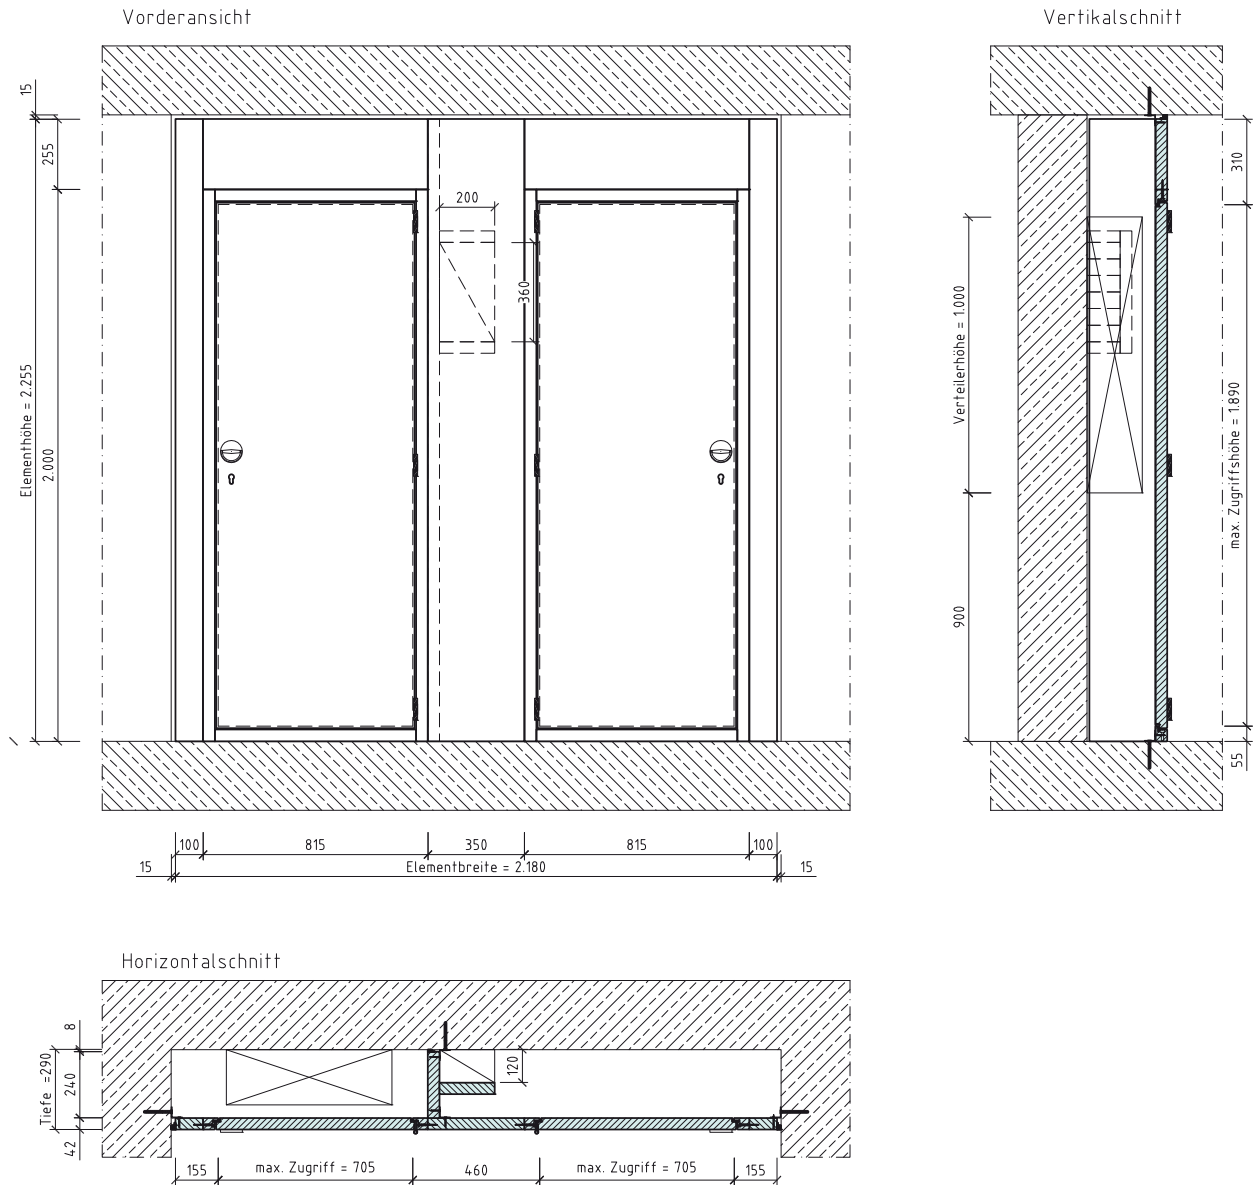 Vorderansicht
Vertikalschnitt
15
255
Elementhöhe = 2.255
2.000
200
360
310
Verteilerhöhe = 1.000
max. Zugriffshöhe = 1.890
900
55
100 815 350 815 100
15 Elementbreite = 2.180 15
Horizontalschnitt
8
Tiefe =290
240
42
120
155 max. Zugriff = 705 460 max. Zugriff = 705 155